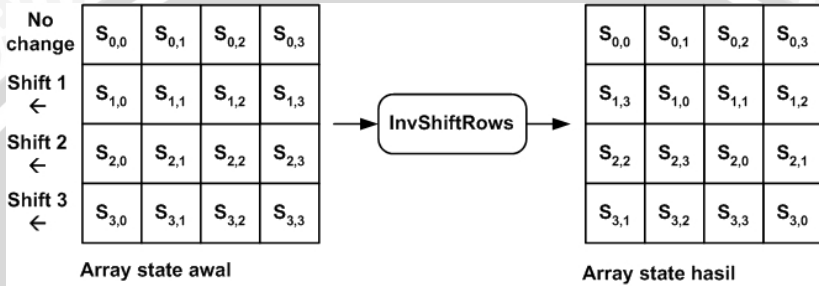 No change S0,0 S0,1 S0,2 S0,3
Shift 1 ← S1,0 S1,1 S1,2 S1,3
Shift 2 ← S2,0 S2,1 S2,2 S2,3
Shift 3 ← S3,0 S3,1 S3,2 S3,3
Array state awal
InvShiftRows
S0,0 S0,1 S0,2 S0,3
S1,3 S1,0 S1,1 S1,2
S2,2 S2,3 S2,0 S2,1
S3,1 S3,2 S3,3 S3,0
Array state hasil